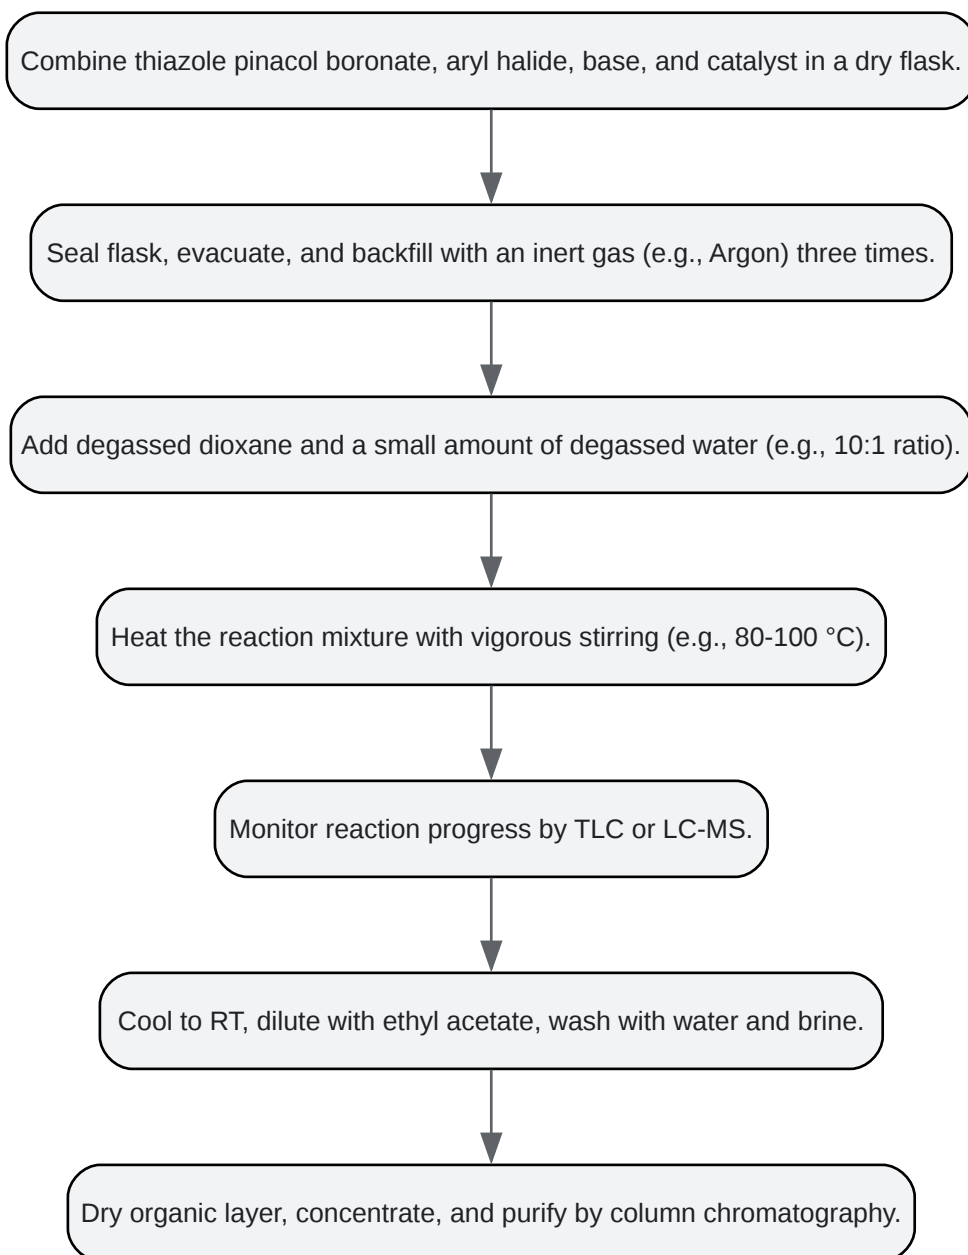 Combine thiazole pinacol boronate, aryl halide, base, and catalyst in a dry flask.
Seal flask, evacuate, and backfill with an inert gas (e.g., Argon) three times.
Add degassed dioxane and a small amount of degassed water (e.g., 10:1 ratio).
Heat the reaction mixture with vigorous stirring (e.g., 80-100 °C).
Monitor reaction progress by TLC or LC-MS.
Cool to RT, dilute with ethyl acetate, wash with water and brine.
Dry organic layer, concentrate, and purify by column chromatography.